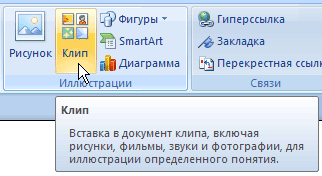 Рисунок
Клип
Фигуры
SmartArt
Диаграмма
Иллюстрации
Гиперссылка
Закладка
Перекрестная ссылк
Связи
Клип
Вставка в документ клипа, включая
рисунки, фильмы, звуки и фотографии, для
иллюстрации определенного понятия.